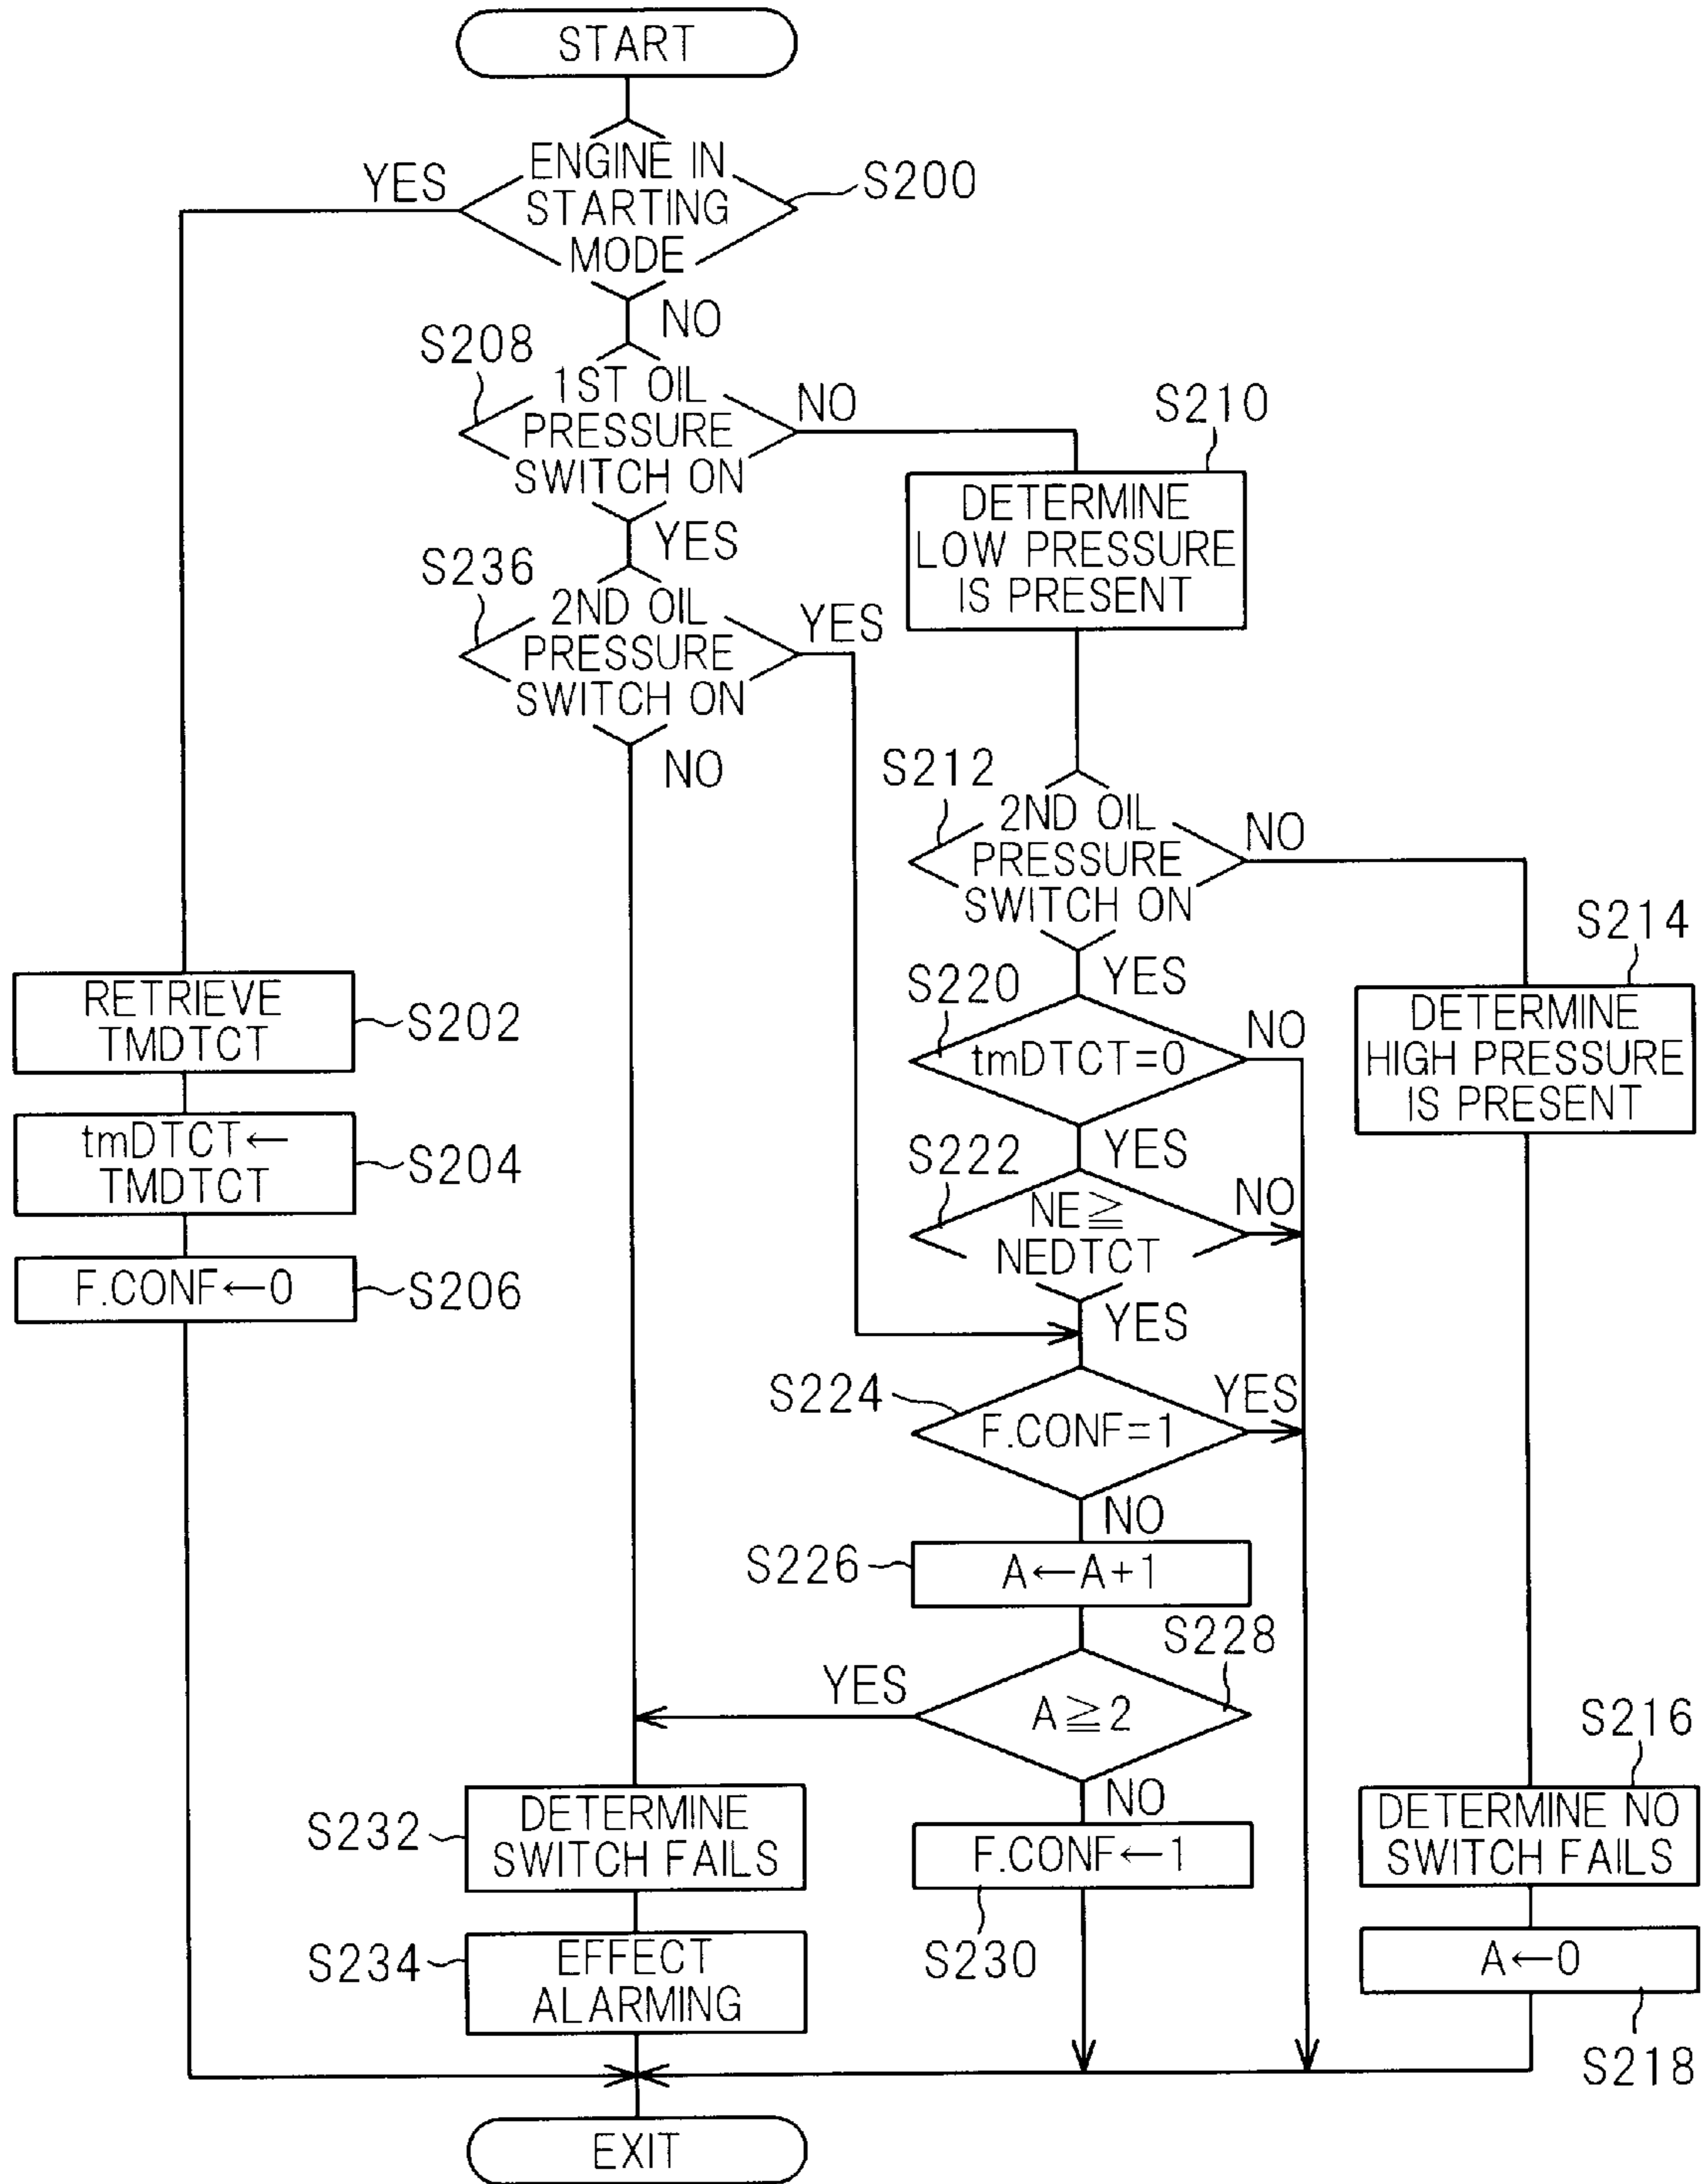 START
ENGINE IN
STARTING
MODE
YES
S200
NO
S208
1ST OIL
PRESSURE
SWITCH ON
NO
S210
DETERMINE
LOW PRESSURE
IS PRESENT
YES
S236
2ND OIL
PRESSURE
SWITCH ON
YES
NO
S212
2ND OIL
PRESSURE
SWITCH ON
NO
S214
DETERMINE
HIGH PRESSURE
IS PRESENT
YES
RETRIEVE
TMDTCT
S202
S220
tmDTCT=0
NO
tmDTCT←
TMDTCT
S204
YES
S222
NE≧
NEDTCT
NO
F.CONF←0
S206
YES
S224
F.CONF=1
YES
NO
S226
A←A+1
S228
A≧2
YES
NO
S216
DETERMINE NO
SWITCH FAILS
S232
DETERMINE
SWITCH FAILS
F.CONF←1
S230
S234
EFFECT
ALARMING
A←0
S218
EXIT